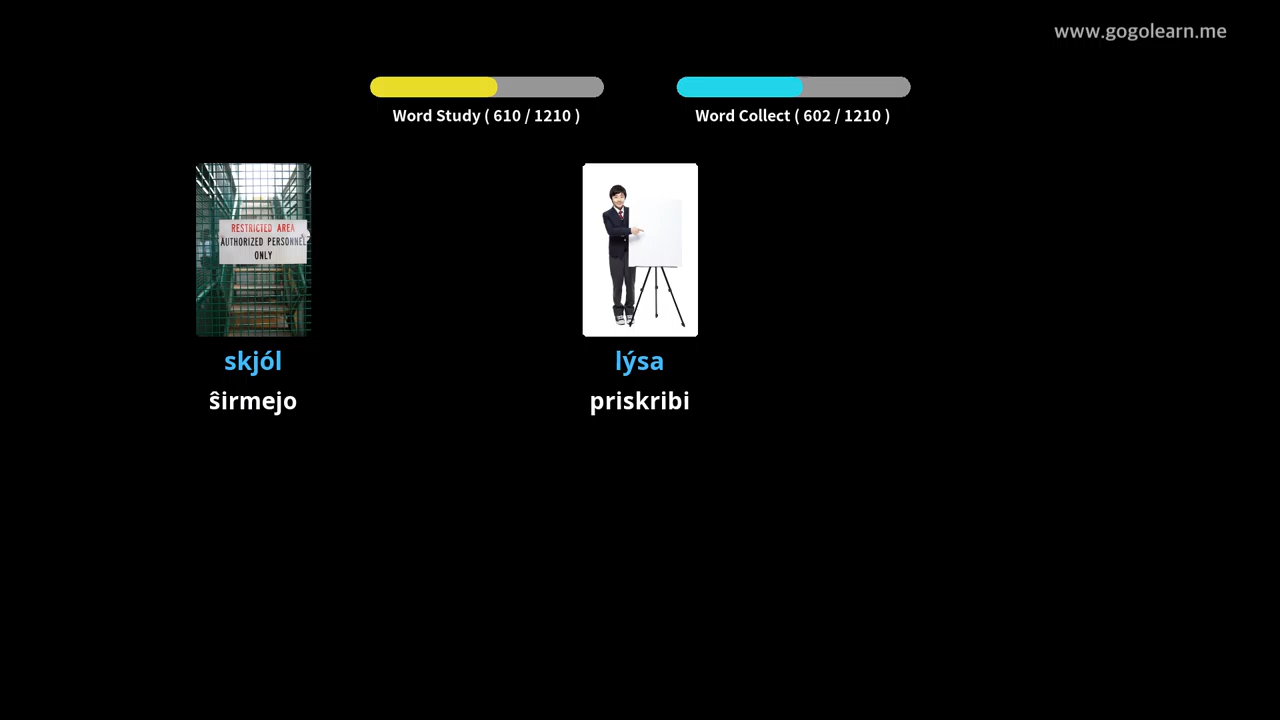 www.gogolearn.me
Word Study ( 610 / 1210 )
Word Collect ( 602 / 1210 )
RESTRICTED AREA
AUTHORIZED PERSONNEL
ONLY
skjól
lýsa
ŝirmejo
priskribi